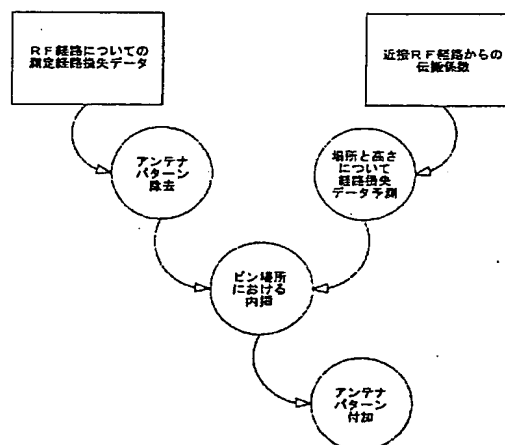 RF経路についての
測定経路損失データ
近接RF経路からの
伝搬係数
アンテナ
パターン
除去
場所と高さ
について
経路損失
データ予測
ビン場所
における
内挿
アンテナ
パターン
付加